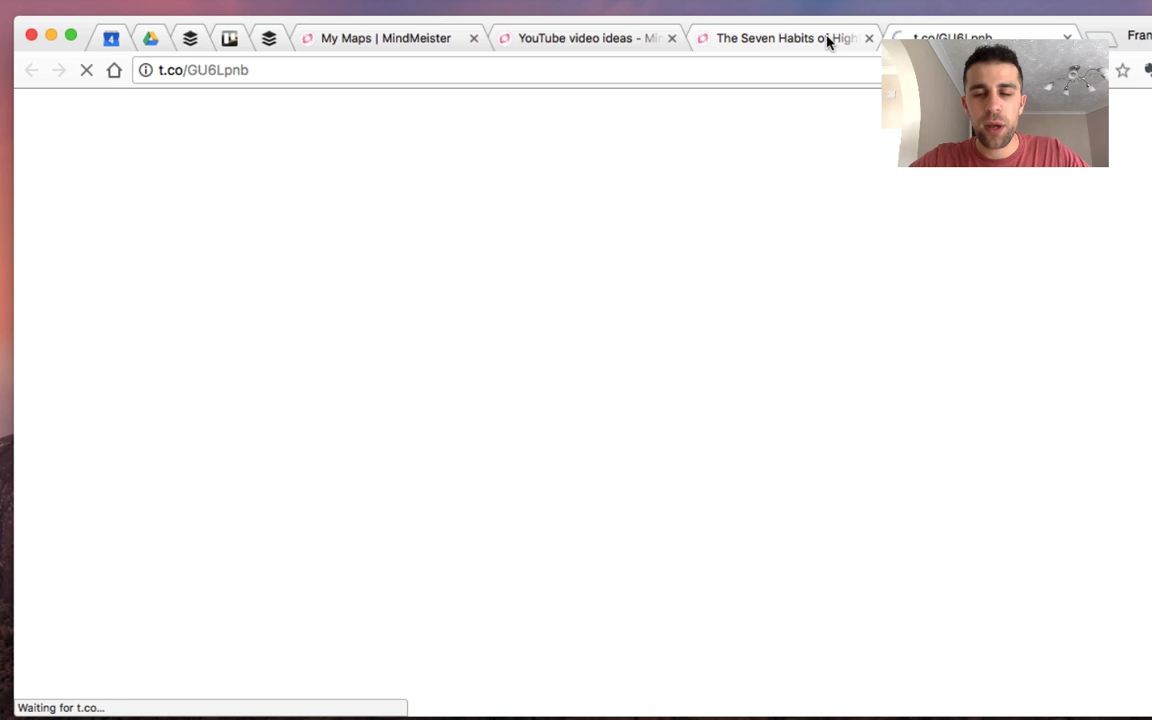 4
My Maps | MindMeister
YouTube video ideas - Mi
The Seven Habits of High
t.co/GU6Lpnb
Fran
t.co/GU6Lpnb
Waiting for t.co...